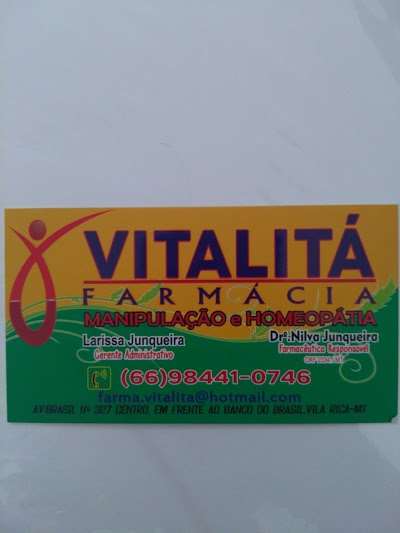 VITALITÁ
FARMÁCIA
MANIPULAÇÃO e HOMEOPÁTIA
Larissa Junqueira
Gerente Administrativo
Drª.Nilva Junqueira
Farmacêutica Responsável
(66)98441-0746
farma.vitalita@hotmail.com
AV.BRASIL Nº 327 CENTRO, EM FRENTE AO BANCO DO BRASIL,VILA RICA-MT